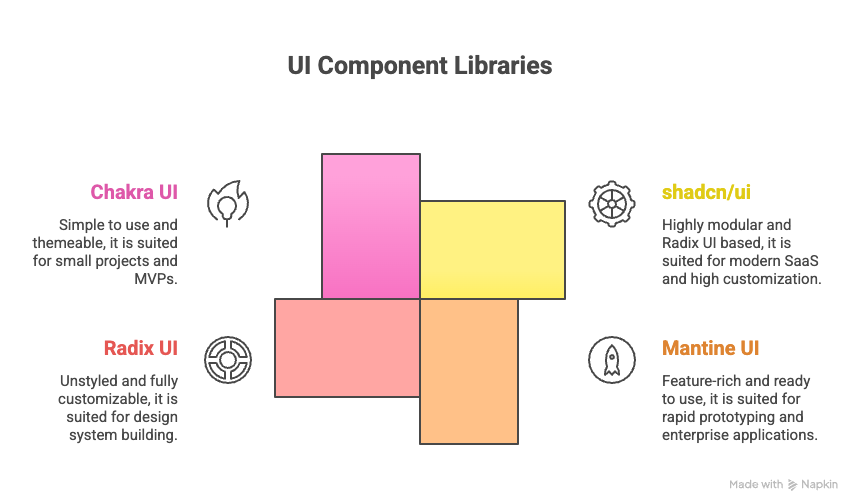 UI Component Libraries
Chakra UI
Simple to use and
themeable, it is suited
for small projects and
MVPs.
shadcn/ui
Highly modular and
Radix UI based, it is
suited for modern SaaS
and high customization.
Radix UI
Unstyled and fully
customizable, it is
suited for design
system building.
Mantine UI
Feature-rich and ready
to use, it is suited for
rapid prototyping and
enterprise applications.
Made with Napkin